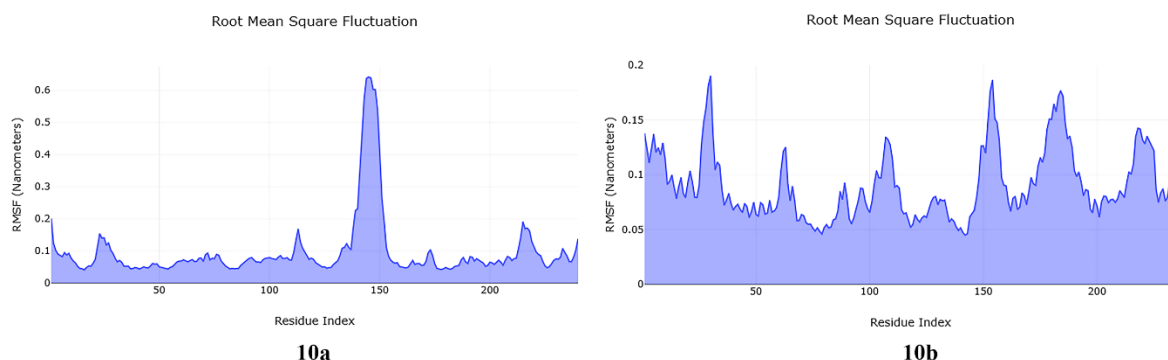 Root Mean Square Fluctuation
0.6
0.5
0.4
0.3
0.2
0.1
0
RMSF (Nanometers)
50
100
150
200
Residue Index
10a
Root Mean Square Fluctuation
0.2
0.15
0.1
0.05
0
RMSF (Nanometers)
50
100
150
200
Residue Index
10b